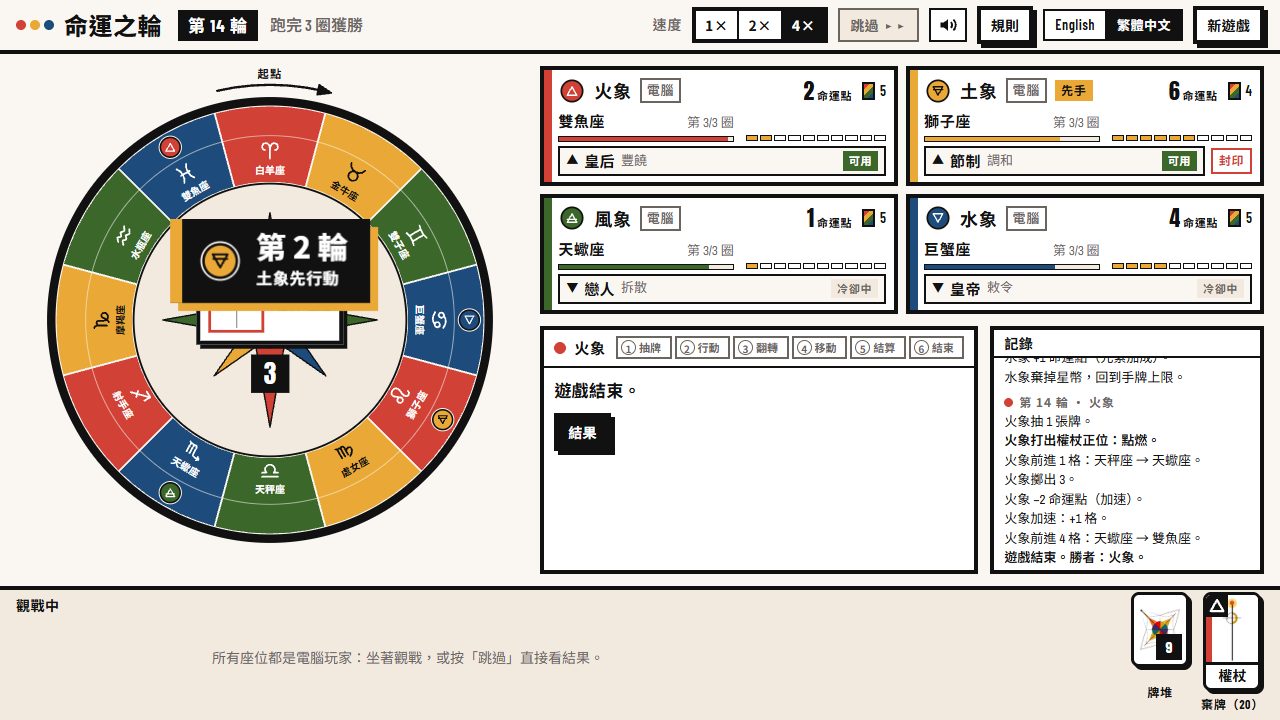 命運之輪
第 14 輪
跑完 3 圈獲勝
速度
1×
2×
4×
跳過 ▸ ▸
規則
English
繁體中文
新遊戲
起點
白羊座
金牛座
雙子座
巨蟹座
獅子座
處女座
天秤座
天蠍座
射手座
摩羯座
水瓶座
雙魚座
第 2 輪
土象先行動
3
火象
電腦
2 命運點
5
雙魚座
第 3/3 圈
▲ 皇后 豐饒
可用
土象
電腦
先手
6 命運點
4
獅子座
第 3/3 圈
▲ 節制 調和
可用
封印
風象
電腦
1 命運點
5
天蠍座
第 3/3 圈
▼ 戀人 拆散
冷卻中
水象
電腦
4 命運點
5
巨蟹座
第 3/3 圈
▼ 皇帝 敕令
冷卻中
火象
1 抽牌
2 行動
3 翻轉
4 移動
5 結算
6 結束
遊戲結束。
結果
記錄
水象 +1 命運點（元素加成）。
水象棄掉星幣，回到手牌上限。
第 14 輪 · 火象
火象抽 1 張牌。
火象打出權杖正位：點燃。
火象前進 1 格：天秤座 → 天蠍座。
火象擲出 3。
火象 −2 命運點（加速）。
火象加速：+1 格。
火象前進 4 格：天蠍座 → 雙魚座。
遊戲結束。勝者：火象。
觀戰中
所有座位都是電腦玩家：坐著觀戰，或按「跳過」直接看結果。
9
牌堆
權杖
棄牌（20）